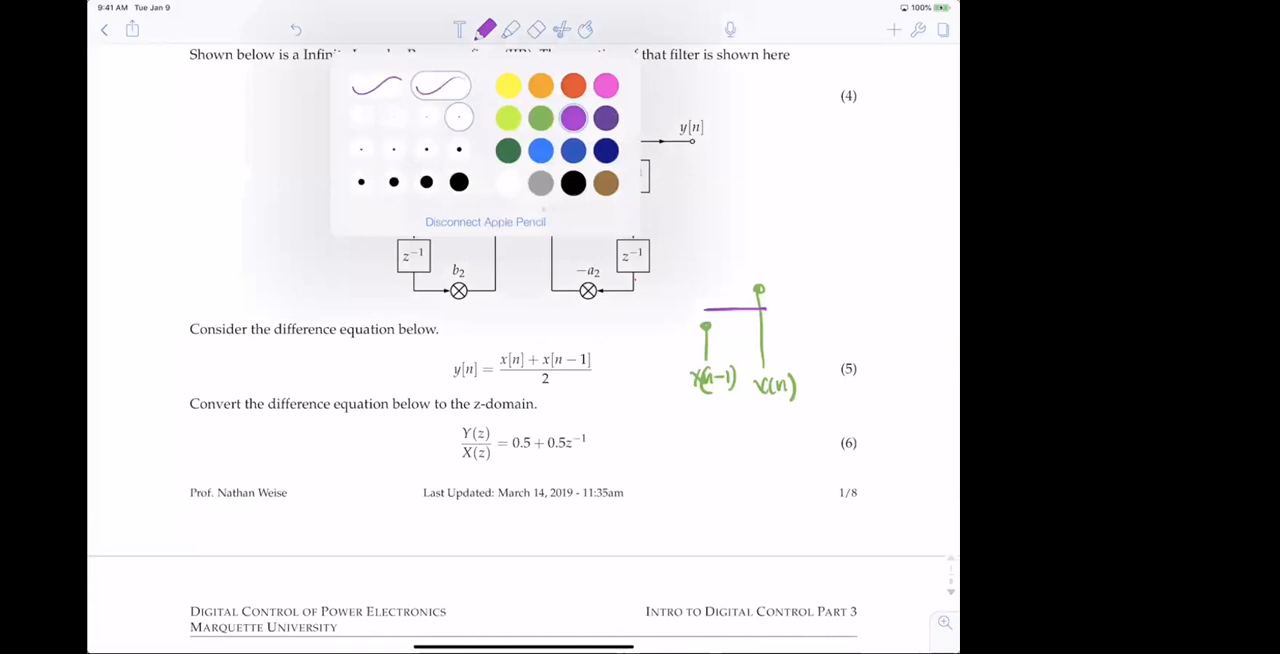 9:41 AM Tue Jan 9
100%
T
Shown below is a Infinite that filter is shown here
(4)
y[n]
Disconnect Apple Pencil
z⁻¹
b₂
−a₂
z⁻¹
Consider the difference equation below.
y[n] = x[n] + x[n − 1] / 2
(5)
x(n-1) x(n)
Convert the difference equation below to the z-domain.
Y(z) / X(z) = 0.5 + 0.5z⁻¹
(6)
Prof. Nathan Weise
Last Updated: March 14, 2019 - 11:35am
1/8
DIGITAL CONTROL OF POWER ELECTRONICS
INTRO TO DIGITAL CONTROL PART 3
MARQUETTE UNIVERSITY